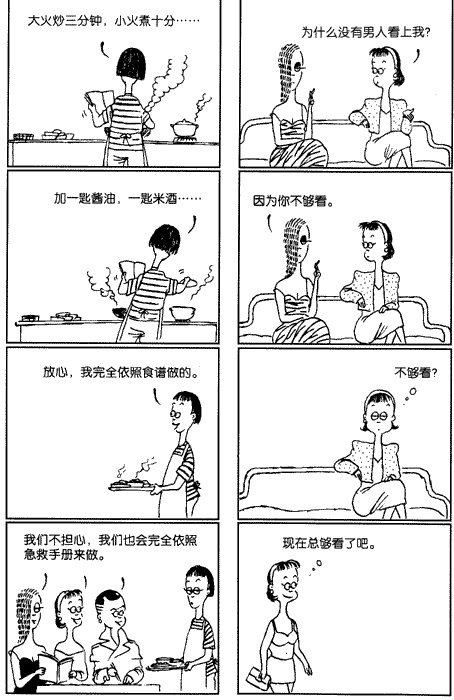 大火炒三分钟，小火煮十分……
加一匙酱油，一匙米酒……
放心，我完全依照食谱做的。
我们不担心，我们也会完全依照
急救手册来做。
为什么没有男人看上我?
因为你不够看。
不够看?
现在总够看了吧。